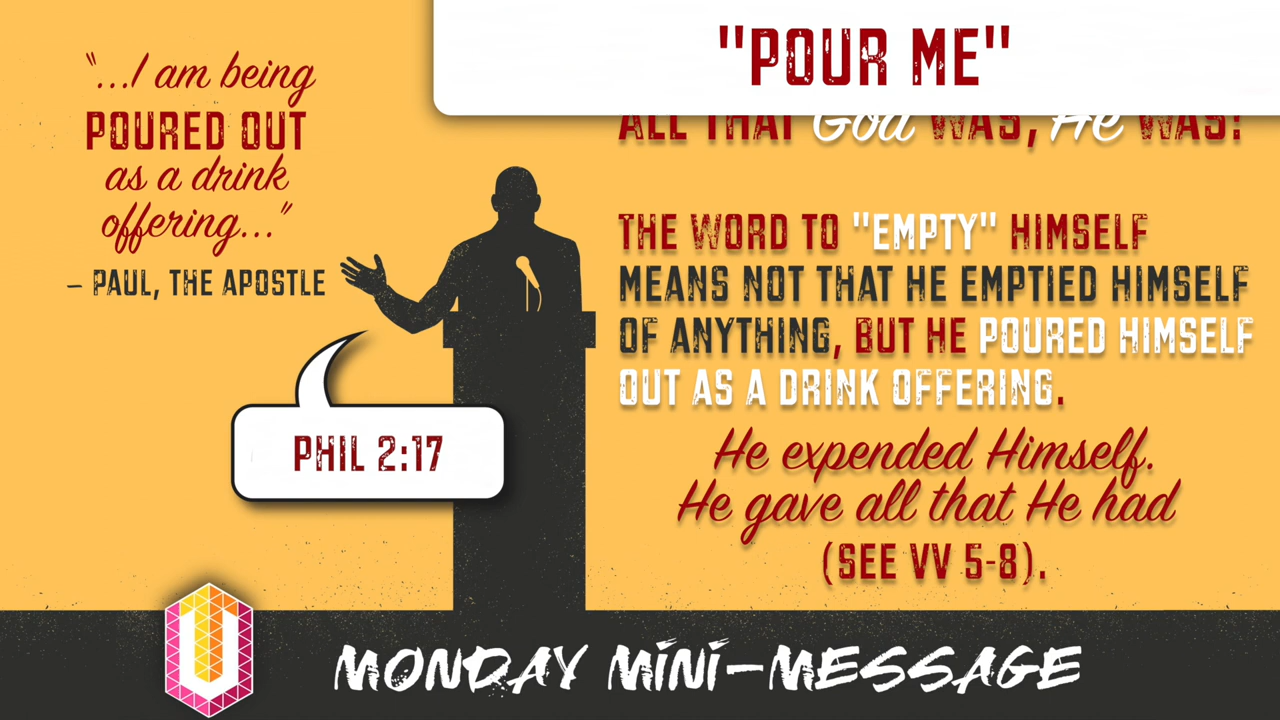 "POUR ME"
"...I am being
POURED OUT
as a drink
offering..."
– PAUL, THE APOSTLE
PHIL 2:17
ALL THAT God WAS, He WAS!
THE WORD TO "EMPTY" HIMSELF
MEANS NOT THAT HE EMPTIED HIMSELF
OF ANYTHING, BUT HE POURED HIMSELF
OUT AS A DRINK OFFERING.
He expended Himself.
He gave all that He had
(SEE VV 5-8).
U
MONDAY MINI-MESSAGE